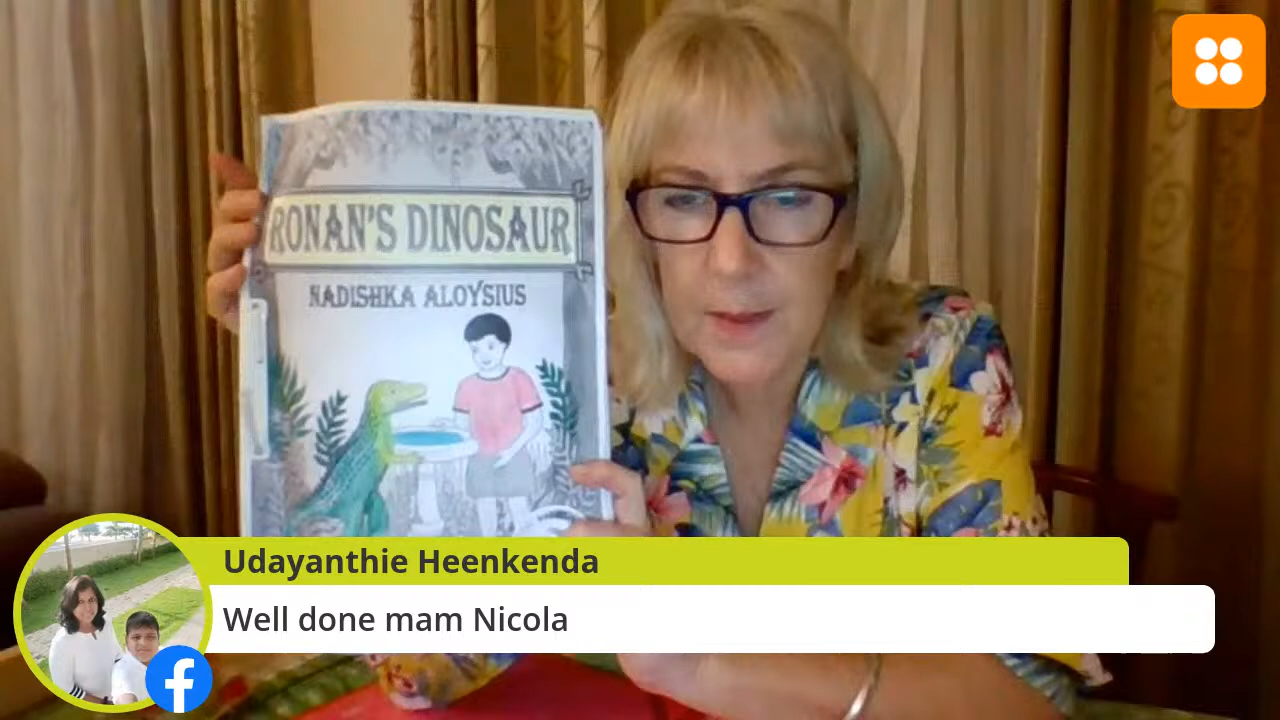 RONAN'S DINOSAUR
NADISHKA ALOYSIUS
Udayanthie Heenkenda
Well done mam Nicola